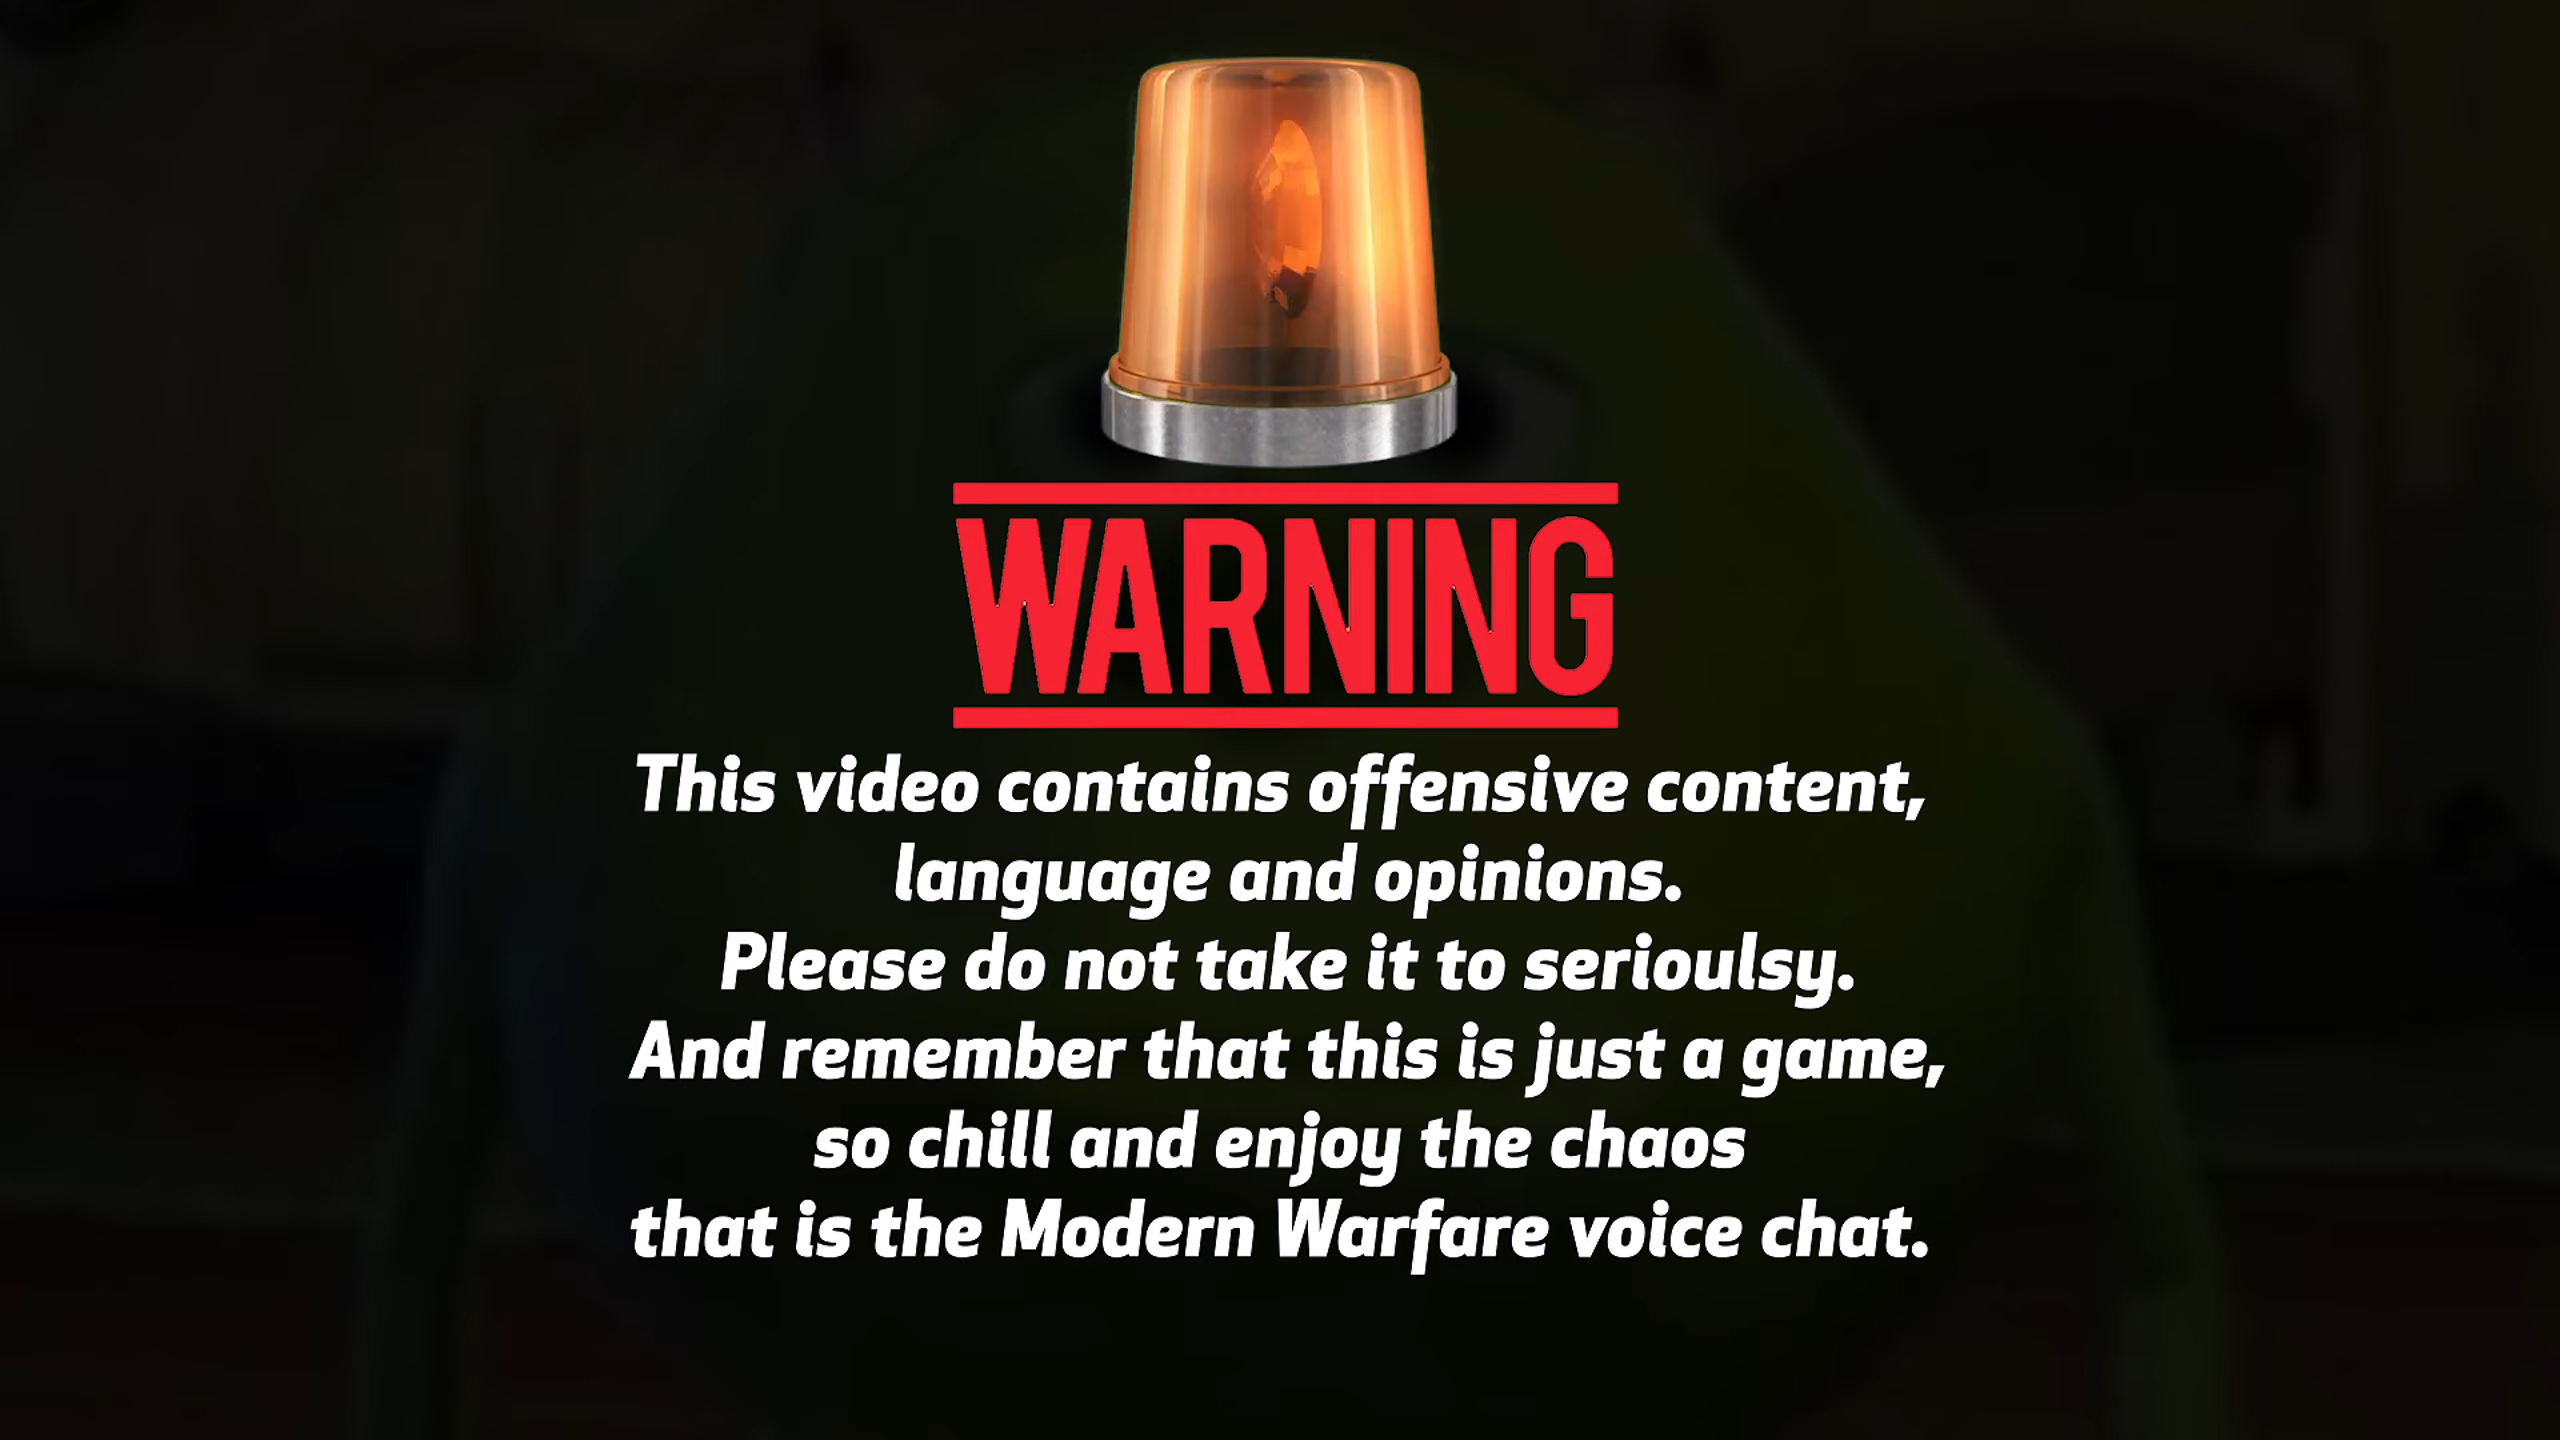 WARNING
This video contains offensive content,
language and opinions.
Please do not take it to serioulsy.
And remember that this is just a game,
so chill and enjoy the chaos
that is the Modern Warfare voice chat.